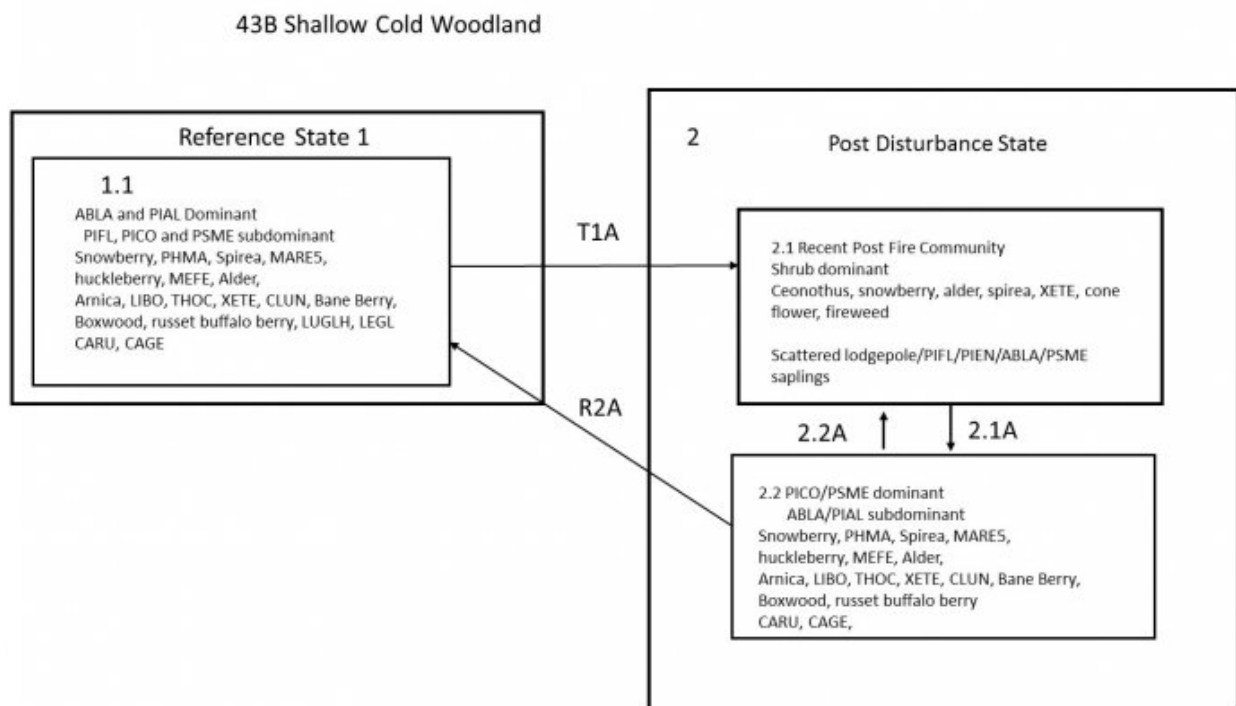 43B Shallow Cold Woodland
Reference State 1
1.1
ABLA and PIAL Dominant
PIFL, PICO and PSME subdominant
Snowberry, PHMA, Spirea, MARE5,
huckleberry, MEFE, Alder,
Arnica, LIBO, THOC, XETE, CLUN, Bane Berry,
Boxwood, russet buffalo berry, LUGLH, LEGL
CARU, CAGE
T1A
R2A
2
Post Disturbance State
2.1 Recent Post Fire Community
Shrub dominant
Ceonothus, snowberry, alder, spirea, XETE, cone
flower, fireweed
Scattered lodgepole/PIFL/PIEN/ABLA/PSME
saplings
2.2A
2.1A
2.2 PICO/PSME dominant
ABLA/PIAL subdominant
Snowberry, PHMA, Spirea, MARE5,
huckleberry, MEFE, Alder,
Arnica, LIBO, THOC, XETE, CLUN, Bane Berry,
Boxwood, russet buffalo berry
CARU, CAGE,